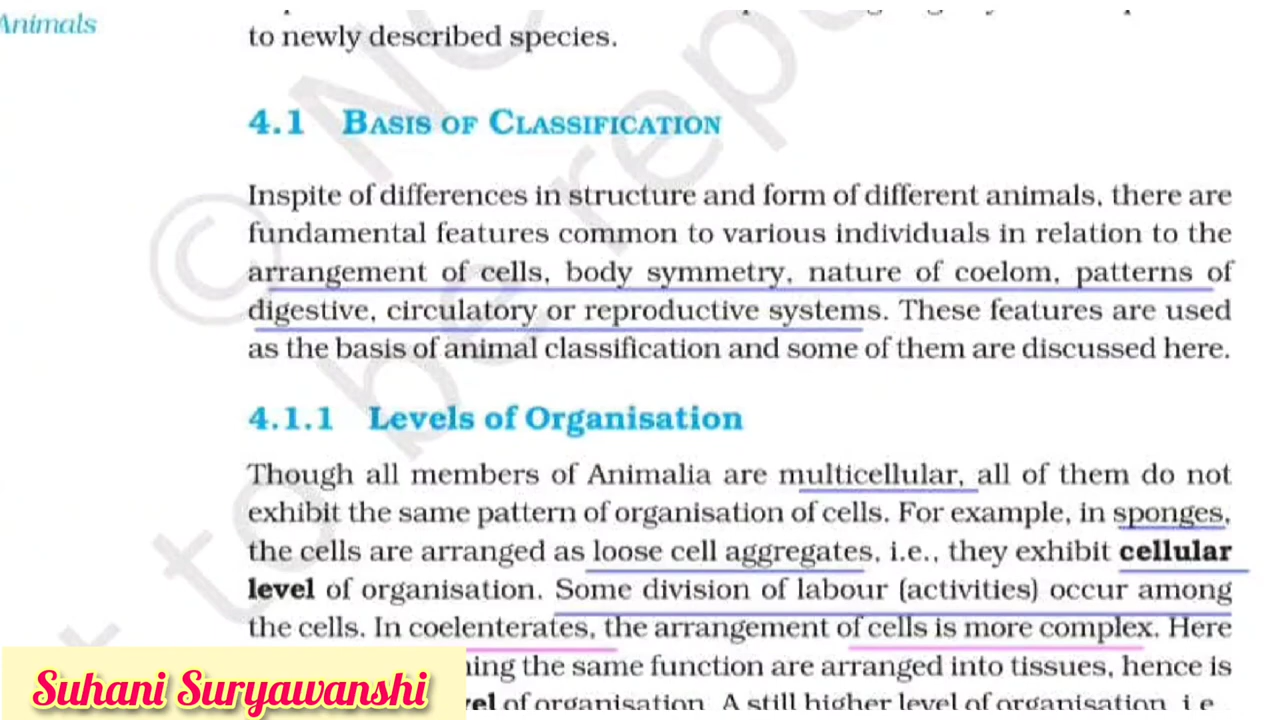 Animals
to newly described species.
4.1 BASIS OF CLASSIFICATION
Inspite of differences in structure and form of different animals, there are
fundamental features common to various individuals in relation to the
arrangement of cells, body symmetry, nature of coelom, patterns of
digestive, circulatory or reproductive systems. These features are used
as the basis of animal classification and some of them are discussed here.
4.1.1 Levels of Organisation
Though all members of Animalia are multicellular, all of them do not
exhibit the same pattern of organisation of cells. For example, in sponges,
the cells are arranged as loose cell aggregates, i.e., they exhibit cellular
level of organisation. Some division of labour (activities) occur among
the cells. In coelenterates, the arrangement of cells is more complex. Here
the same function are arranged into tissues, hence is
of organisation. A still higher level of organisation, i.e.
Suhani Suryawanshi